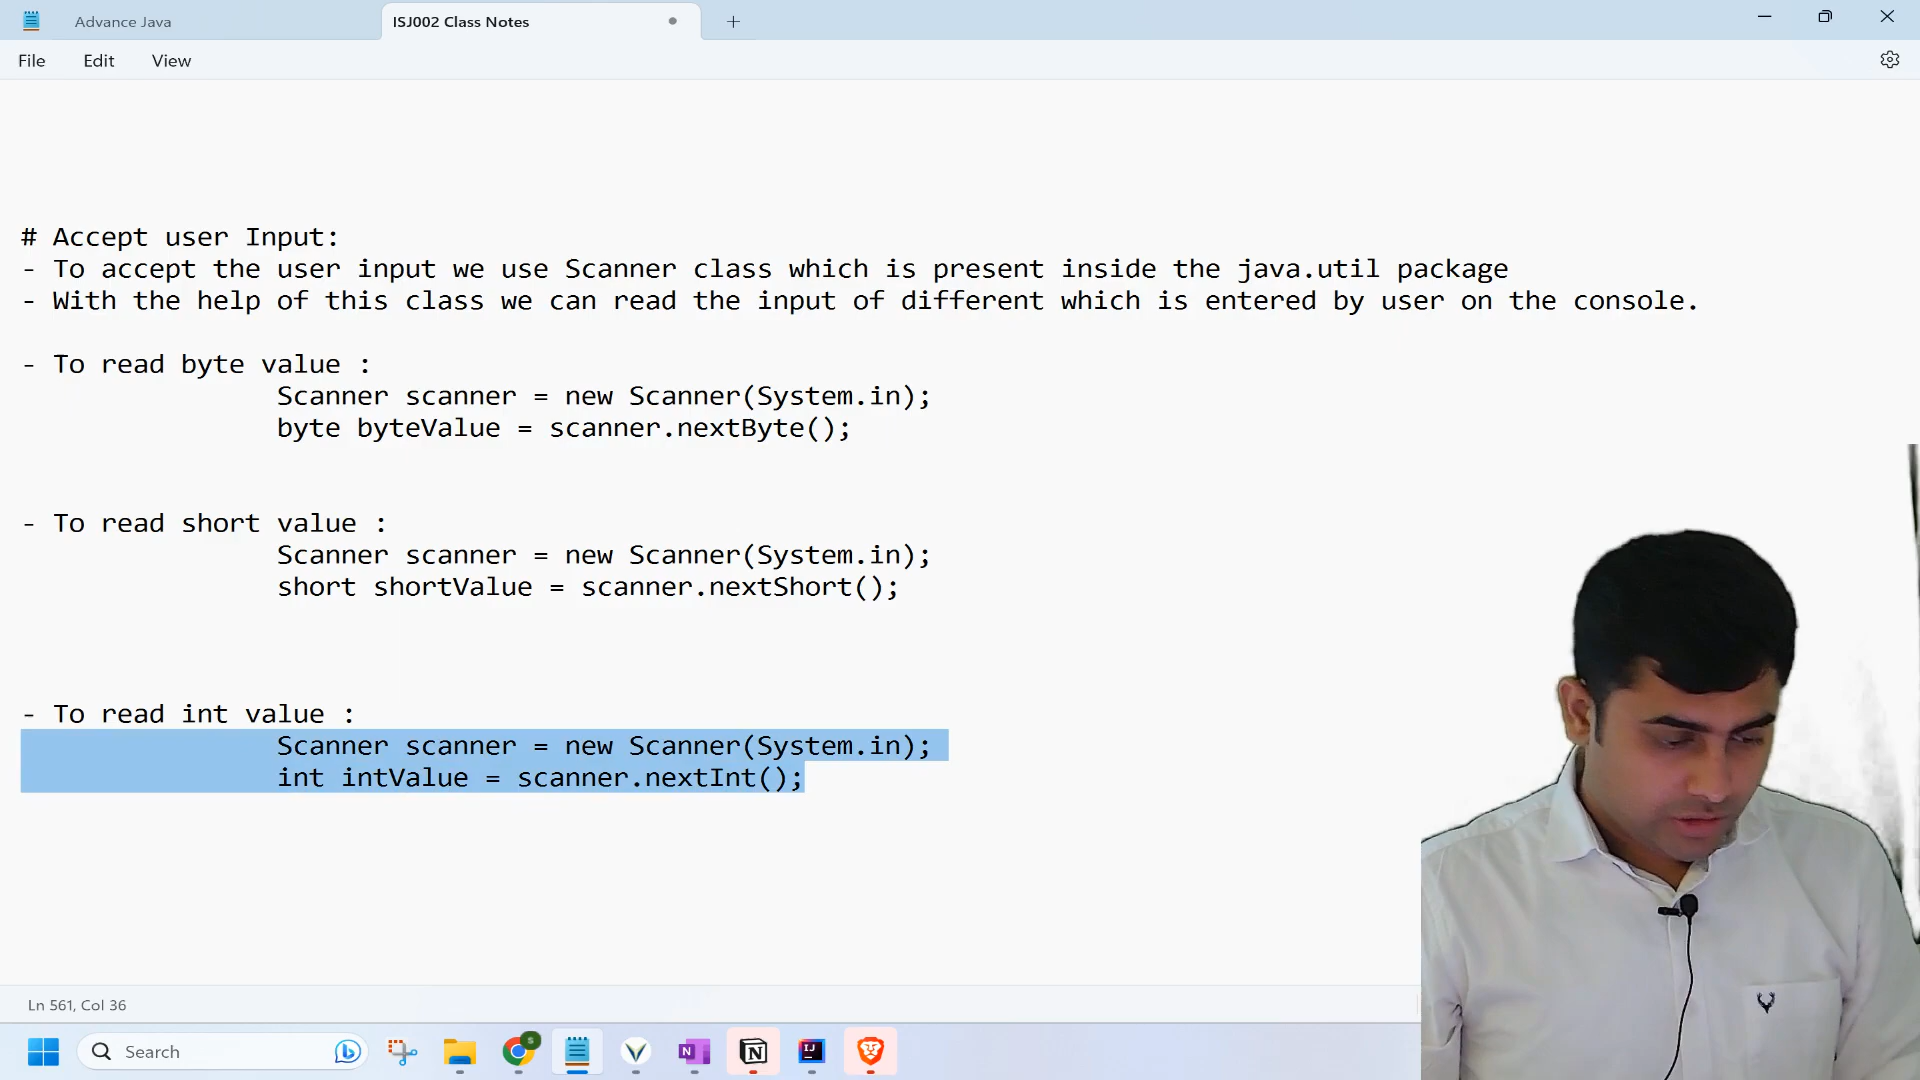 Advance Java
ISJ002 Class Notes
File Edit View
# Accept user Input:
- To accept the user input we use Scanner class which is present inside the java.util package
- With the help of this class we can read the input of different which is entered by user on the console.
- To read byte value :
Scanner scanner = new Scanner(System.in);
byte byteValue = scanner.nextByte();
- To read short value :
Scanner scanner = new Scanner(System.in);
short shortValue = scanner.nextShort();
- To read int value :
Scanner scanner = new Scanner(System.in);
int intValue = scanner.nextInt();
Ln 561, Col 36
Search